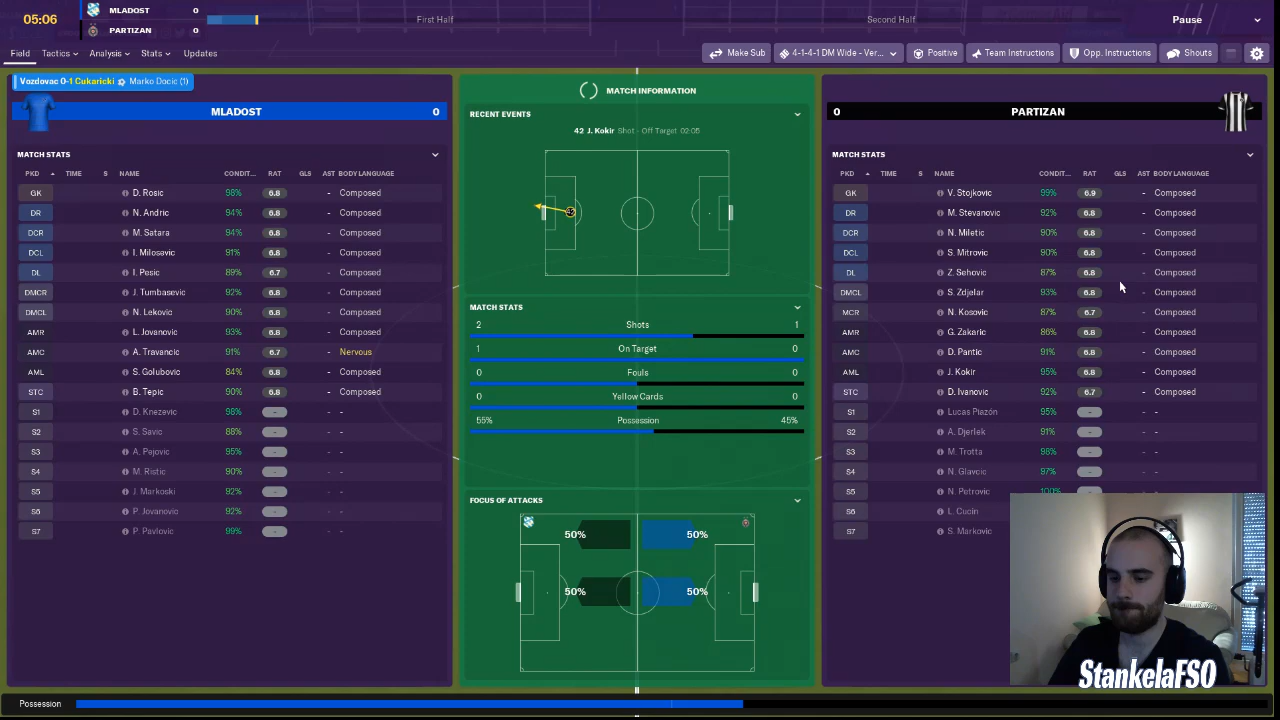 05:06
MLADOST 0
PARTIZAN 0
First Half
Second Half
Pause
Field Tactics Analysis Stats Updates
Make Sub 4-1-4-1 DM Wide - Ver... Positive Team Instructions Opp. Instructions Shouts
Vozdovac 0-1 Cukaricki Marko Docic (1)
MLADOST 0
MATCH STATS
PKD TIME S NAME CONDIT... RAT GLS AST BODY LANGUAGE
GK D. Rosic 98% 6.8 - Composed
DR N. Andric 94% 6.8 - Composed
DCR M. Satara 94% 6.8 - Composed
DCL I. Milosevic 91% 6.8 - Composed
DL I. Pesic 89% 6.7 - Composed
DMCR J. Tumbasevic 92% 6.8 - Composed
DMCL N. Lekovic 90% 6.8 - Composed
AMR L. Jovanovic 93% 6.8 - Composed
AMC A. Travancic 91% 6.7 - Nervous
AML S. Golubovic 84% 6.8 - Composed
STC B. Tepic 90% 6.8 - Composed
S1 D. Knezevic 98% - - -
S2 S. Savic 88% - - -
S3 A. Pejovic 95% - - -
S4 M. Ristic 90% - - -
S5 J. Markoski 92% - - -
S6 P. Jovanovic 92% - - -
S7 P. Pavlovic 99% - - -
MATCH INFORMATION
RECENT EVENTS
42 J. Kokir Shot - Off Target 02:05
42
MATCH STATS
2 Shots 1
1 On Target 0
0 Fouls 0
0 Yellow Cards 0
55% Possession 45%
FOCUS OF ATTACKS
50% 50%
50% 50%
0 PARTIZAN
MATCH STATS
PKD TIME S NAME COND... RAT GLS AST BODY LANGUAGE
GK V. Stojkovic 99% 6.9 - Composed
DR M. Stevanovic 92% 6.8 - Composed
DCR N. Miletic 90% 6.8 - Composed
DCL S. Mitrovic 90% 6.8 - Composed
DL Z. Sehovic 87% 6.8 - Composed
DMCL S. Zdjelar 93% 6.8 - Composed
MCR N. Kosovic 87% 6.7 - Composed
AMR G. Zakaric 86% 6.8 - Composed
AMC D. Pantic 91% 6.8 - Composed
AML J. Kokir 95% 6.8 - Composed
STC D. Ivanovic 92% 6.7 - Composed
S1 Lucas Piazón 95% - - -
S2 A. Djerlek 91% - - -
S3 M. Trotta 98% - - -
S4 N. Glavcic 97% - - -
S5 N. Petrovic 100%
S6 L. Cucin
S7 S. Markovic
StankelaFSO
Possession